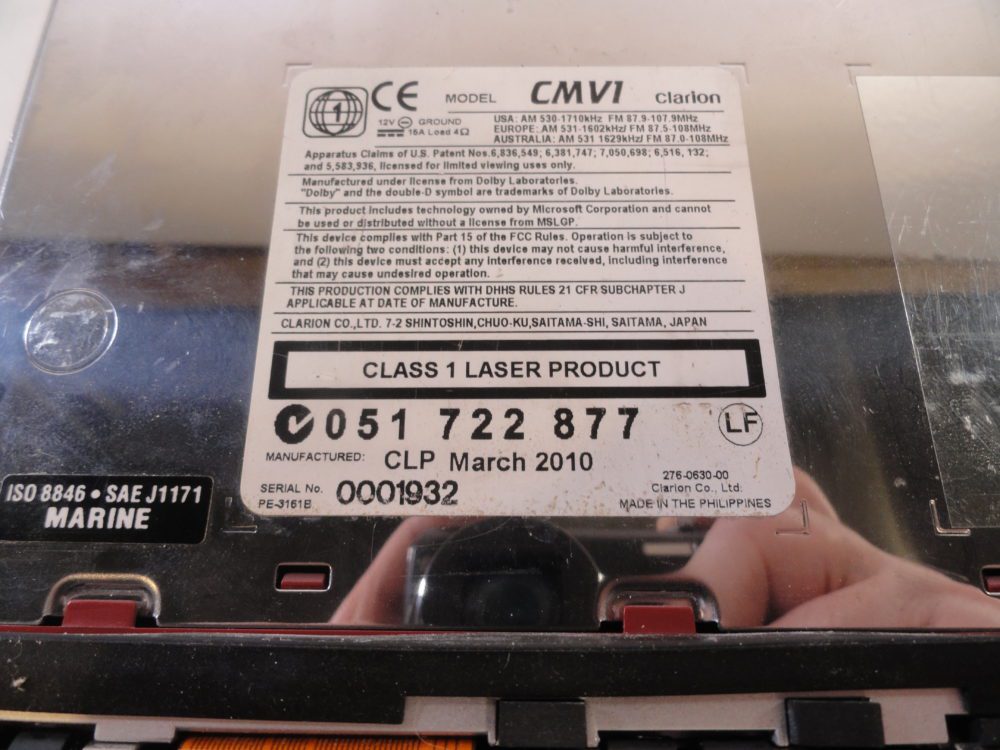 1 CE MODEL CMV1 clarion
12V GROUND
15A Load 4Ω
USA: AM 530-1710kHz FM 87.9-107.9MHz
EUROPE: AM 531-1602kHz/ FM 87.5-108MHz
AUSTRALIA: AM 531 1629kHz/ FM 87.0-108MHz
Apparatus Claims of U.S. Patent Nos.6,836,549; 6,381,747; 7,050,698; 6,516,132;
and 5,583,936, licensed for limited viewing uses only.
Manufactured under license from Dolby Laboratories.
"Dolby" and the double-D symbol are trademarks of Dolby Laboratories.
This product includes technology owned by Microsoft Corporation and cannot
be used or distributed without a license from MSLGP.
This device complies with Part 15 of the FCC Rules. Operation is subject to
the following two conditions: (1) this device may not cause harmful interference,
and (2) this device must accept any interference received, including interference
that may cause undesired operation.
THIS PRODUCTION COMPLIES WITH DHHS RULES 21 CFR SUBCHAPTER J
APPLICABLE AT DATE OF MANUFACTURE.
CLARION CO.,LTD. 7-2 SHINTOSHIN,CHUO-KU,SAITAMA-SHI, SAITAMA, JAPAN
CLASS 1 LASER PRODUCT
051 722 877 LF
MANUFACTURED: CLP March 2010
SERIAL No. 0001932
PE-3161B
276-0630-00
Clarion Co., Ltd.
MADE IN THE PHILIPPINES
ISO 8846 • SAE J1171
MARINE